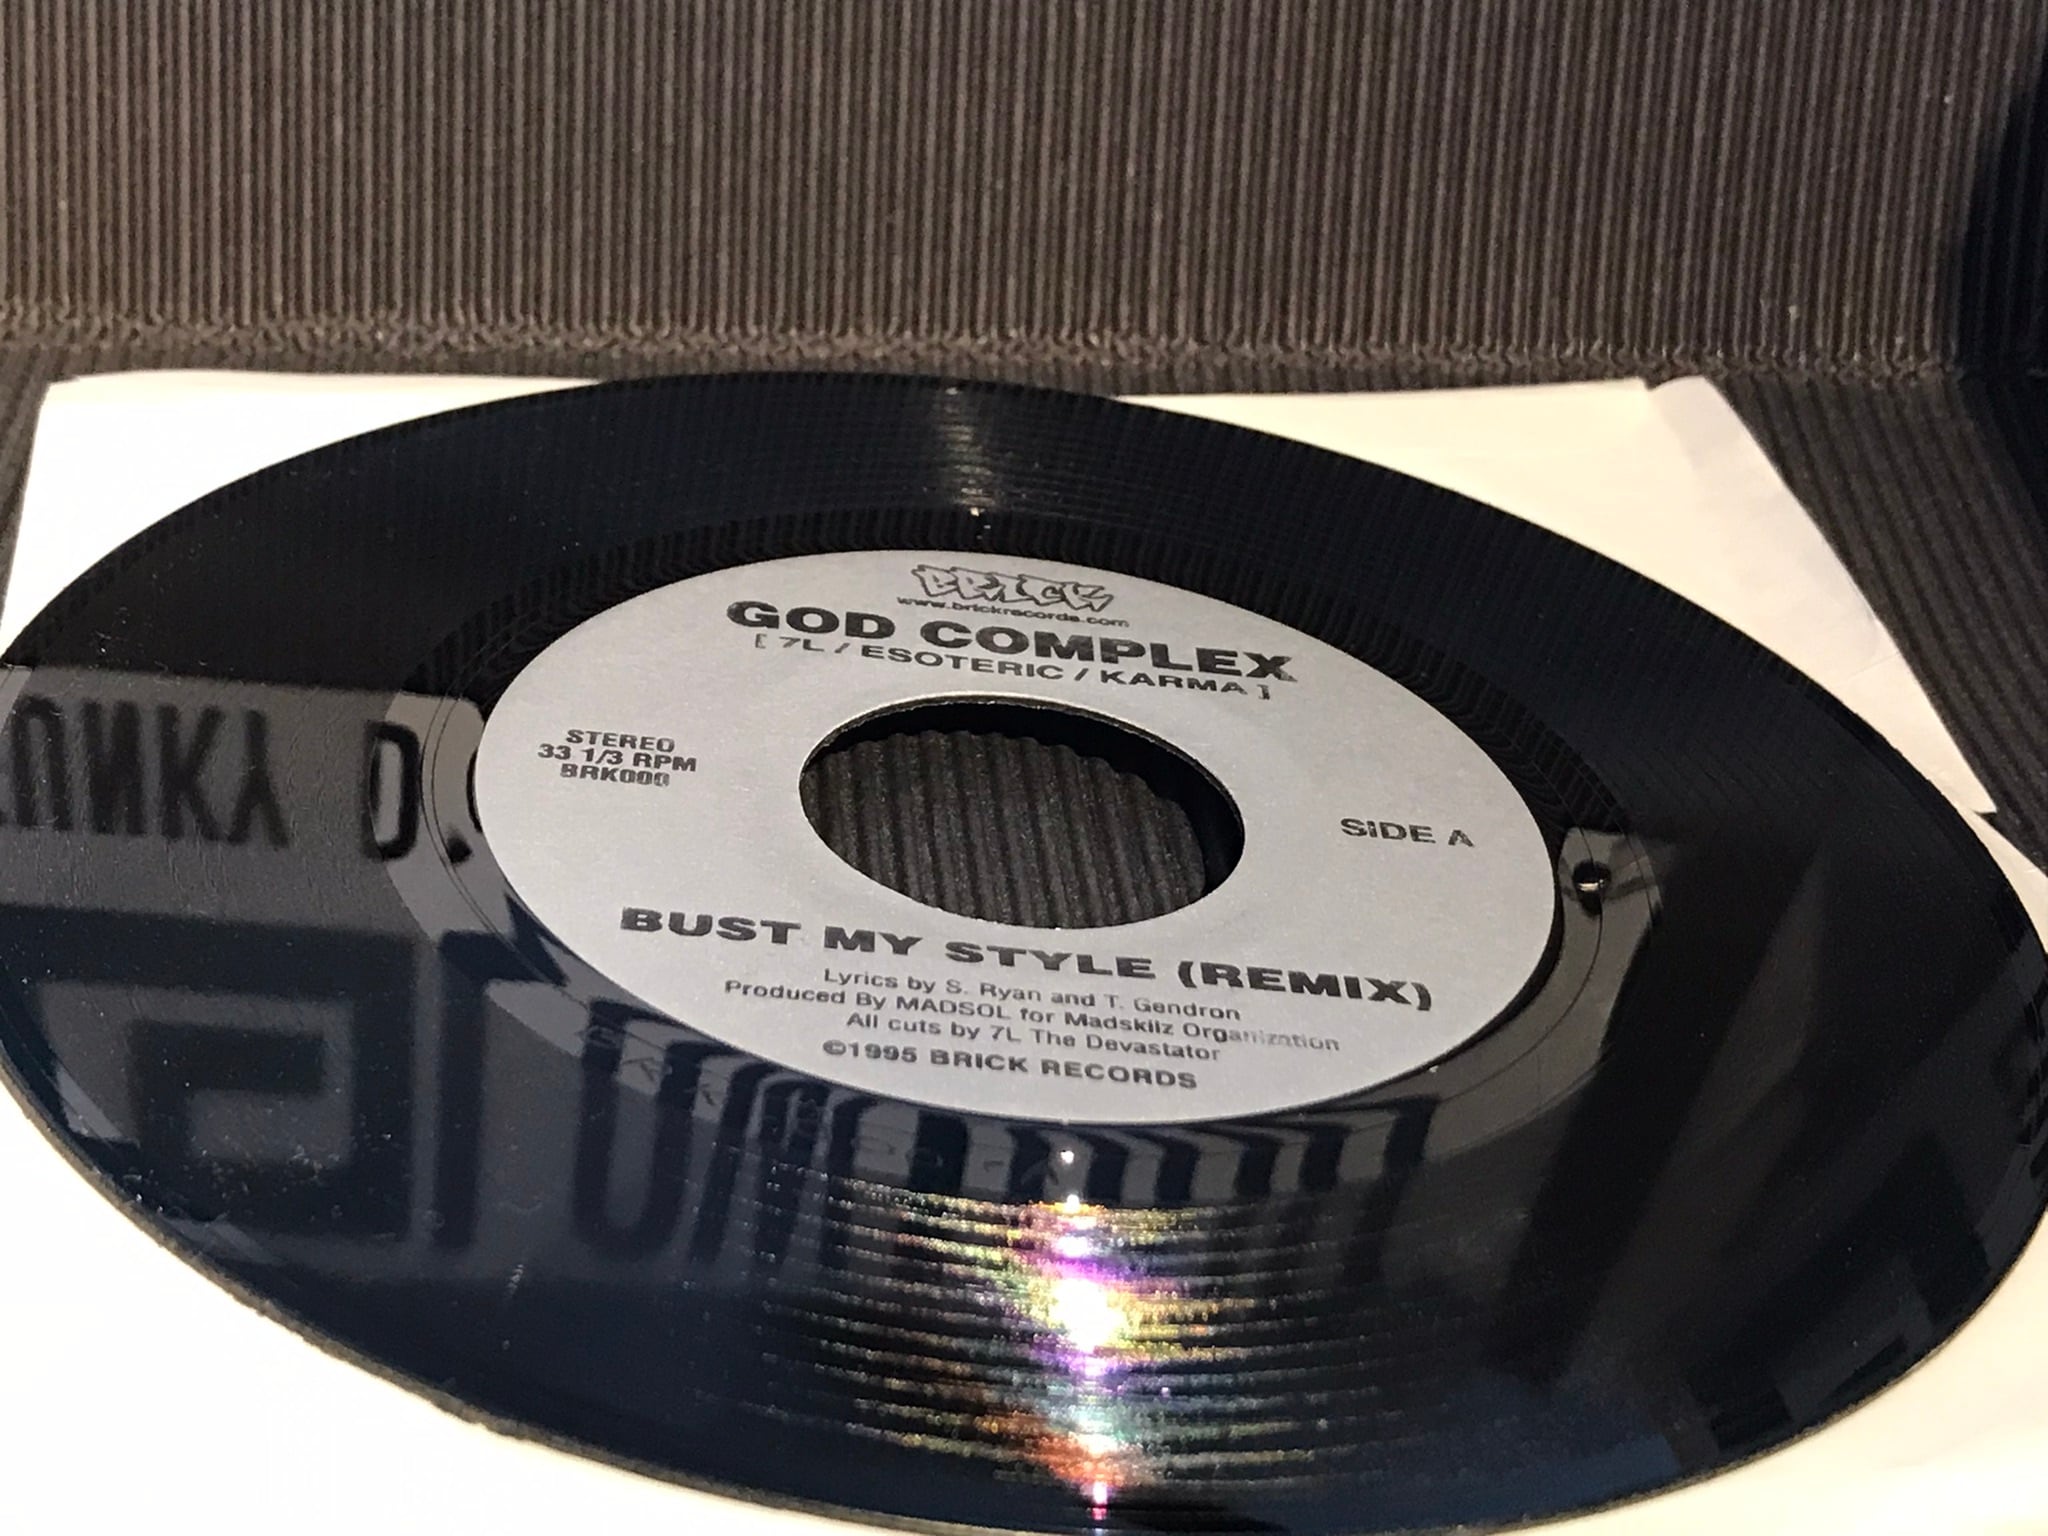 BRICK
www.brickrecords.com
GOD COMPLEX
[ 7L / ESOTERIC / KARMA ]
STEREO
33 1/3 RPM
BRK000
SIDE A
BUST MY STYLE (REMIX)
Lyrics by S. Ryan and T. Gendron
Produced By MADSOL for Madskilz Organization
All cuts by 7L The Devastator
©1995 BRICK RECORDS